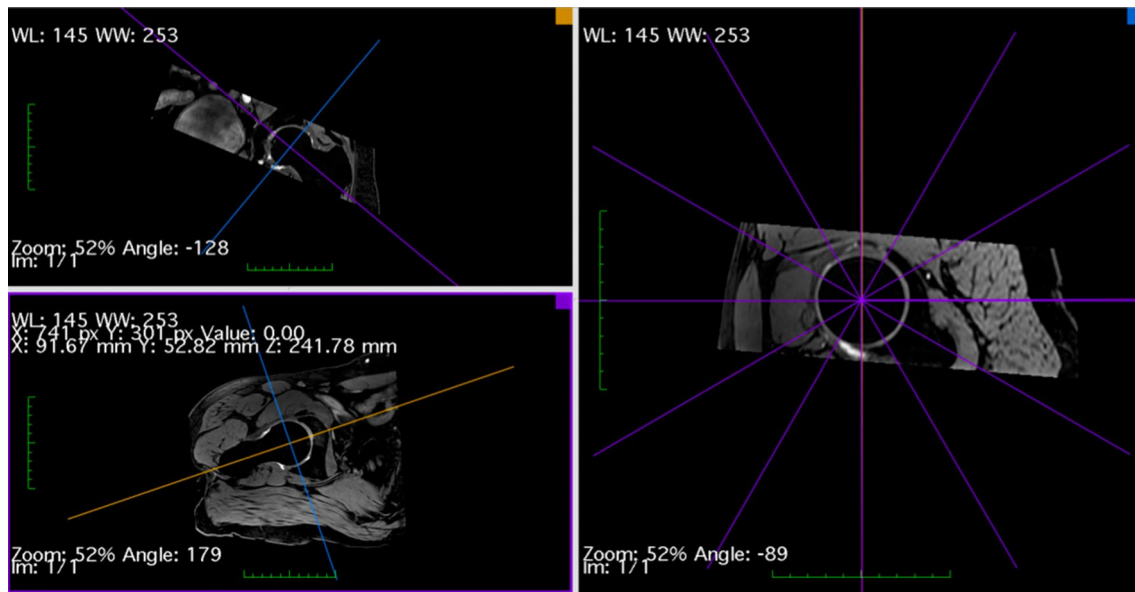 WL: 145 WW: 253
Zoom: 52% Angle: -128
Im: 1/1
WL: 145 WW: 253
X: 741 px Y: 301 px Value: 0.00
X: 91.67 mm Y: 52.82 mm Z: 241.78 mm
Zoom: 52% Angle: 179
Im: 1/1
WL: 145 WW: 253
Zoom: 52% Angle: -89
Im: 1/1